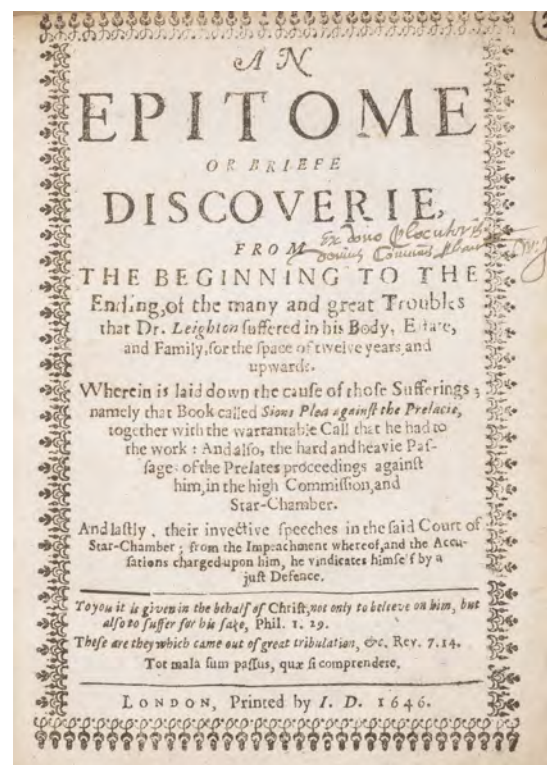 AN
EPITOME
OR BRIEFE
DISCOVERIE,
FROM
Ex dono
THE BEGINNING TO THE
Ending, of the many and great Troubles
that Dr. Leighton suffered in his Body, Estate,
and Family, for the space of twelve years and
upwards.
Wherein is laid down the cause of those Sufferings;
namely that Book called Sions Plea againſt the Prelacie,
together with the warrantable Call that he had to
the work: And alſo, the hard and heavie Paſ-
ſages of the Prelates proceedings againſt
him, in the high Commiſſion, and
Star-Chamber.
And laſtly, their invective ſpeeches in the ſaid Court of
Star-Chamber; from the Impeachment whereof, and the Accu-
ſations charged upon him, he vindicates himſelf by a
juſt Defence.
To you it is given in the behalf of Chriſt, not only to beleeve on him, but
alſo to ſuffer for his ſake, Phil. 1. 29.
Theſe are they which came out of great tribulation, &c. Rev. 7.14.
Tot mala ſum paſſus, quæ ſi comprendere.
LONDON, Printed by I. D. 1646.